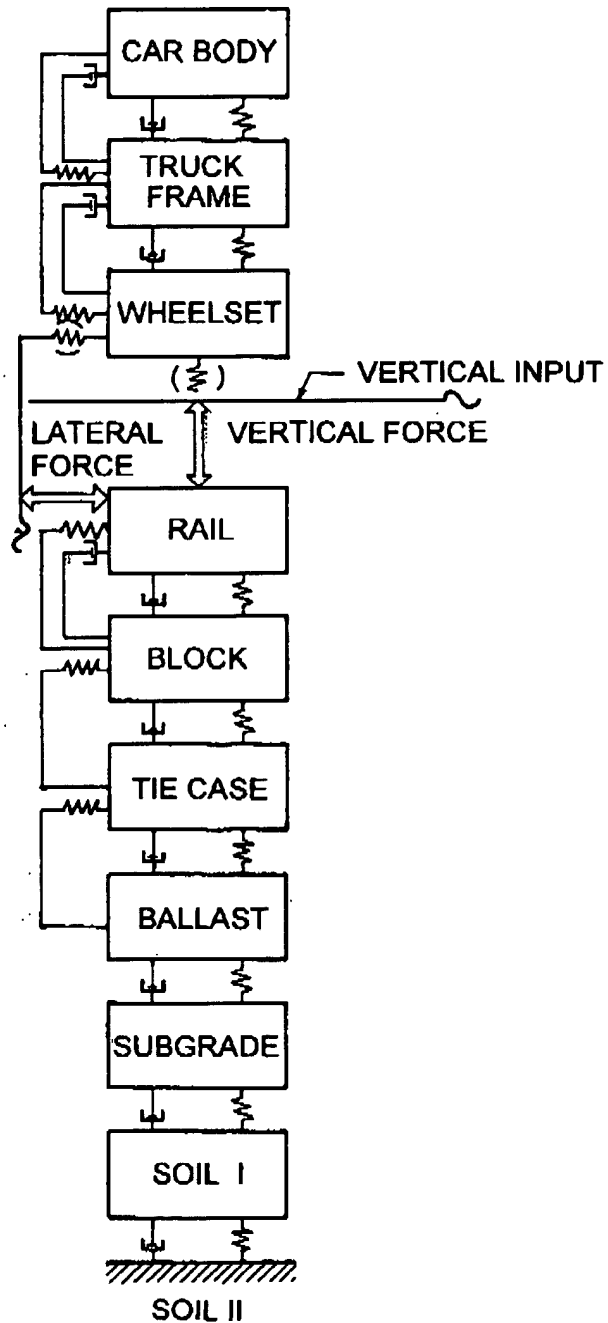 CAR BODY
TRUCK
FRAME
WHEELSET
VERTICAL INPUT
LATERAL
FORCE
VERTICAL FORCE
RAIL
BLOCK
TIE CASE
BALLAST
SUBGRADE
SOIL I
SOIL II